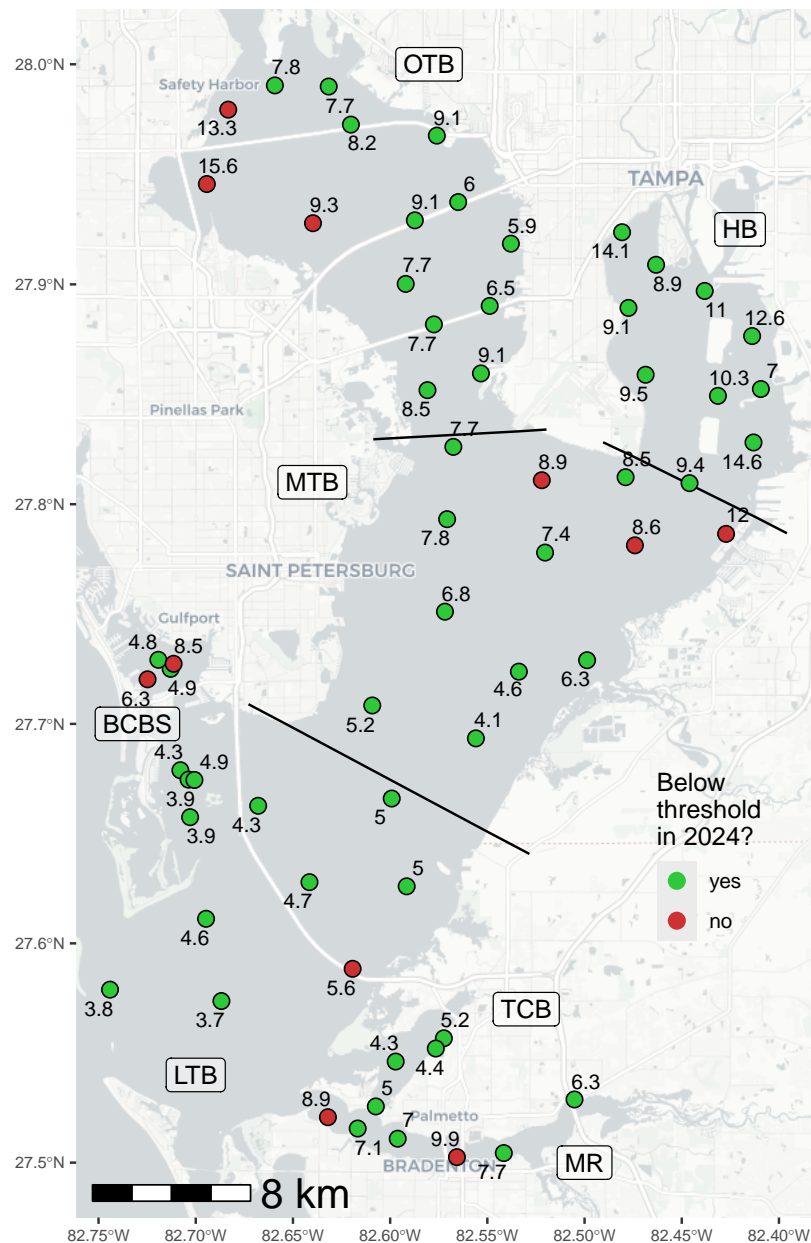 28.0°N
27.9°N
27.8°N
27.7°N
27.6°N
27.5°N
7.8
OTB
Safety Harbor
7.7
13.3
8.2
9.1
15.6
9.3
9.1
6
TAMPA
5.9
HB
14.1
8.9
7.7
6.5
11
9.1
12.6
7.7
9.1
10.3
7
9.5
Pinellas Park
8.5
7.7
14.6
MTB
8.9
8.5
9.4
12
7.8
7.4
8.6
SAINT PETERSBURG
6.8
Gulfport
4.8
8.5
6.3
4.9
4.6
6.3
BCBS
5.2
4.1
4.3
4.9
3.9
3.9
4.3
5
Below
threshold
in 2024?
yes
no
4.7
5
4.6
5.6
3.8
3.7
TCB
5.2
4.3
4.4
LTB
8.9
5
6.3
Palmetto
7.1
7
9.9
7.7
BRADENTON
MR
8 km
82.75°W
82.70°W
82.65°W
82.60°W
82.55°W
82.50°W
82.45°W
82.40°W